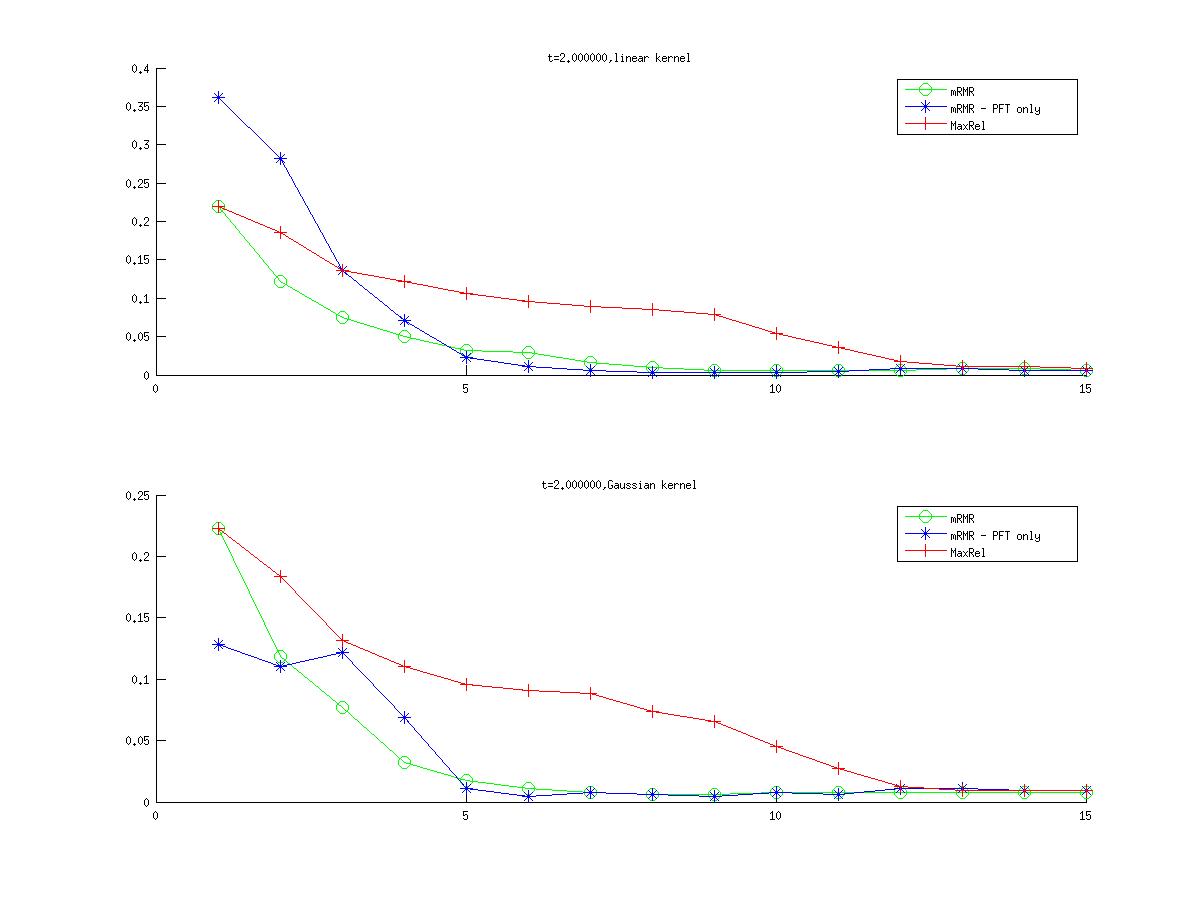 t=2.000000,linear kernel
0.4
0.35
0.3
0.25
0.2
0.15
0.1
0.05
0
0 5 10 15
mRMR
mRMR - PFT only
MaxRel
t=2.000000,Gaussian kernel
0.25
0.2
0.15
0.1
0.05
0
0 5 10 15
mRMR
mRMR - PFT only
MaxRel